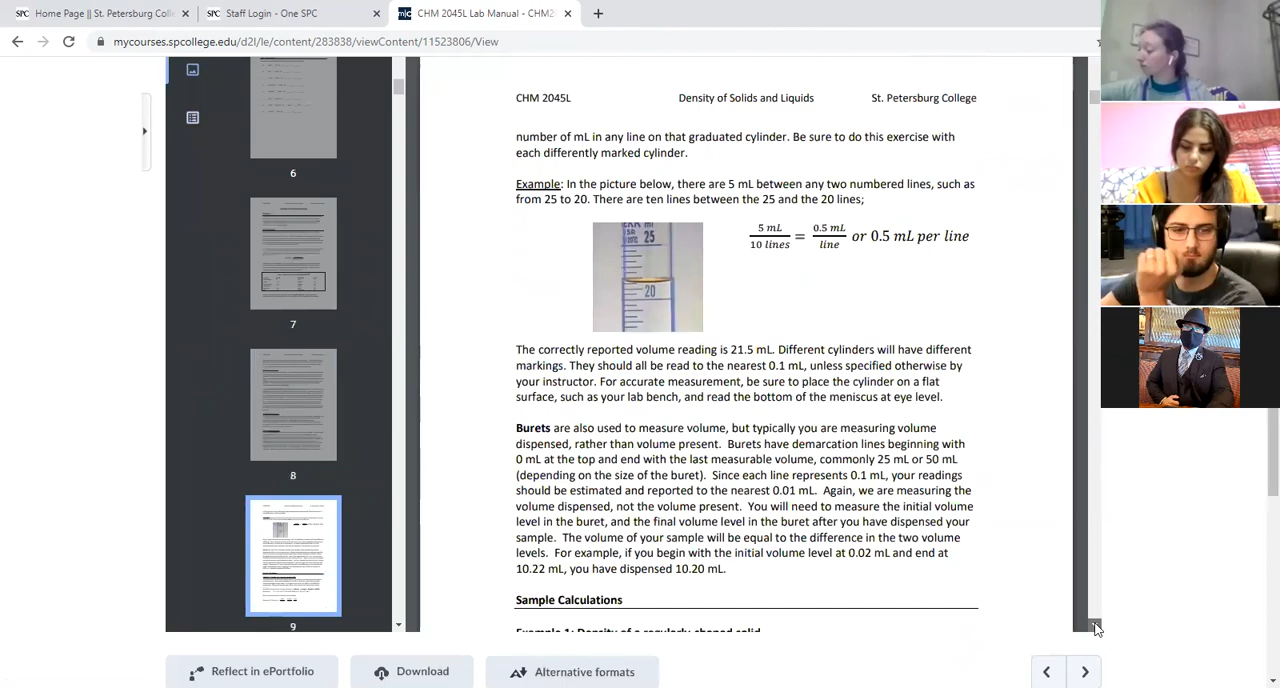 SPC Home Page || St. Petersburg Colle
SPC Staff Login - One SPC
CHM 2045L Lab Manual - CHM2
mycourses.spcollege.edu/d2l/le/content/283838/viewContent/11523806/View
6
7
8
9
CHM 2045L Density of Solids and Liquids St. Petersburg College
number of mL in any line on that graduated cylinder. Be sure to do this exercise with
each differently marked cylinder.
Example: in the picture below, there are 5 mL between any two numbered lines, such as
from 25 to 20. There are ten lines between the 25 and the 20 lines;
25
20
5 mL / 10 lines = 0.5 mL / line or 0.5 mL per line
The correctly reported volume reading is 21.5 mL. Different cylinders will have different
markings. They should all be read to the nearest 0.1 mL, unless specified otherwise by
your instructor. For accurate measurement, be sure to place the cylinder on a flat
surface, such as your lab bench, and read the bottom of the meniscus at eye level.
Burets are also used to measure volume, but typically you are measuring volume
dispensed, rather than volume present. Burets have demarcation lines beginning with
0 mL at the top and end with the last measurable volume, commonly 25 mL or 50 mL
(depending on the size of the buret). Since each line represents 0.1 mL, your readings
should be estimated and reported to the nearest 0.01 mL. Again, we are measuring the
volume dispensed, not the volume present. You will need to measure the initial volume
level in the buret, and the final volume level in the buret after you have dispensed your
sample. The volume of your sample will be equal to the difference in the two volume
levels. For example, if you begin with the initial volume level at 0.02 mL and end at
10.22 mL, you have dispensed 10.20 mL.
Sample Calculations
Example 1: Density of a regularly shaped solid
Reflect in ePortfolio
Download
Alternative formats